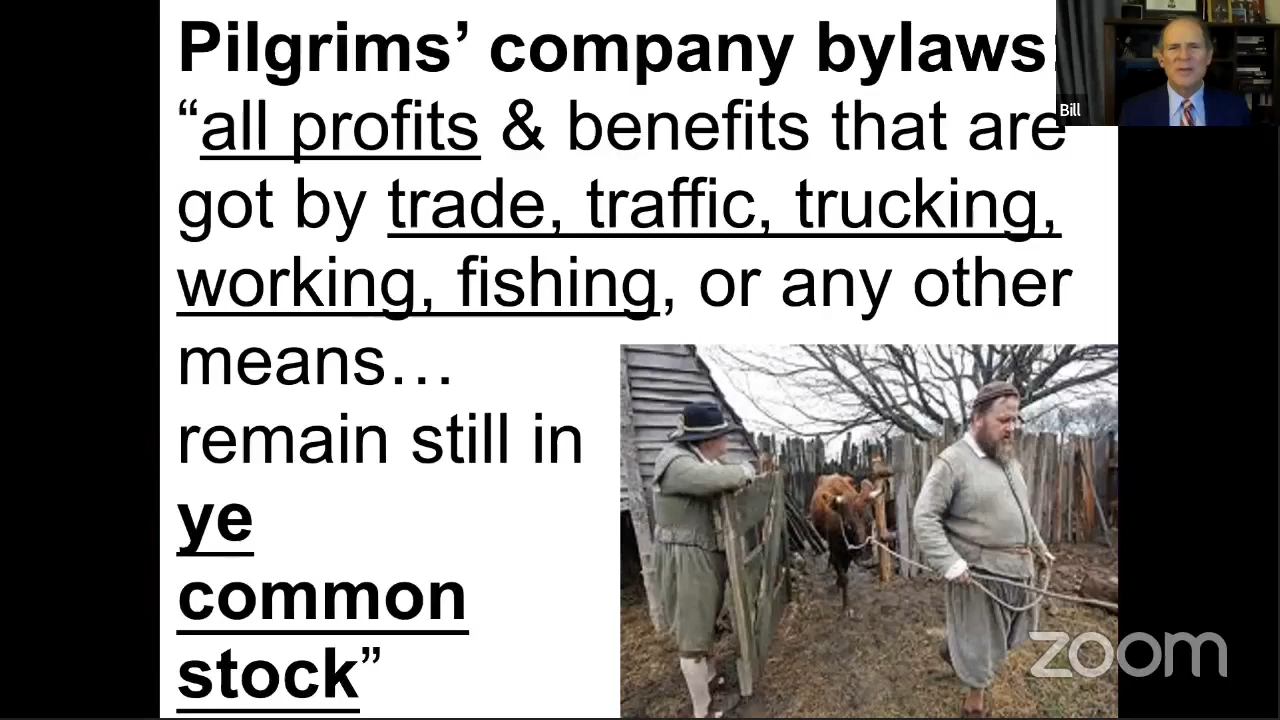 Pilgrims’ company bylaws:
“all profits & benefits that are
got by trade, traffic, trucking,
working, fishing, or any other
means…
remain still in
ye
common
stock”
Bill
zoom